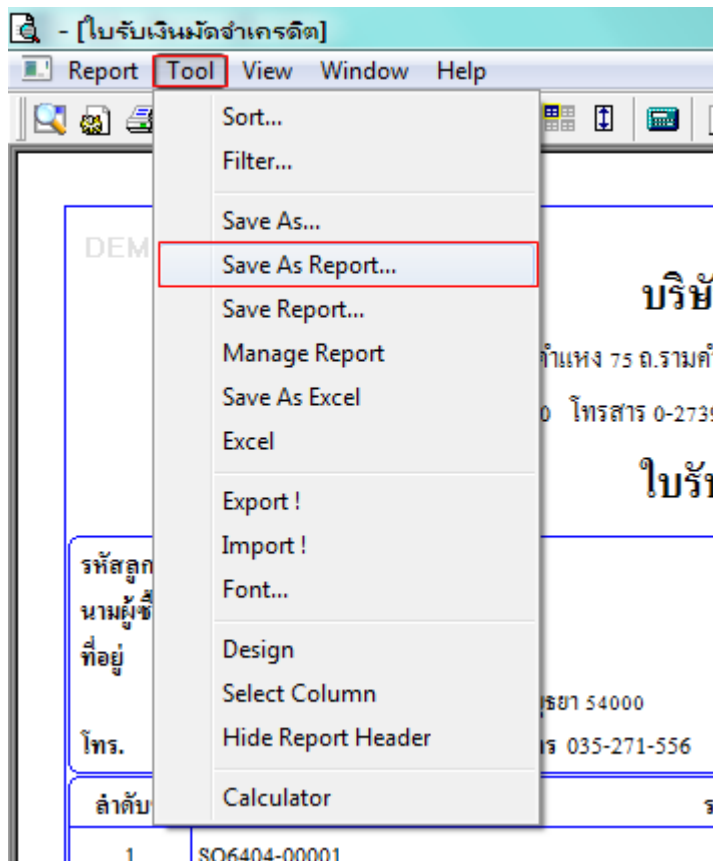 - [ใบรับเงินมัดจำเครดิต]
Report Tool View Window Help
Sort...
Filter...
Save As...
DEM
Save As Report...
บริษั
Save Report...
Manage Report
คำแหง 75 ถ.รามคำ
Save As Excel
0 โทรสาร 0-2739
Excel
ใบรับ
Export !
Import !
รหัสลูก
Font...
นามผู้ซื้
ที่อยู่
Design
Select Column
ยุธยา 54000
Hide Report Header
โทร.
าร 035-271-556
Calculator
ลำดับ
ร
1 SO6404-00001